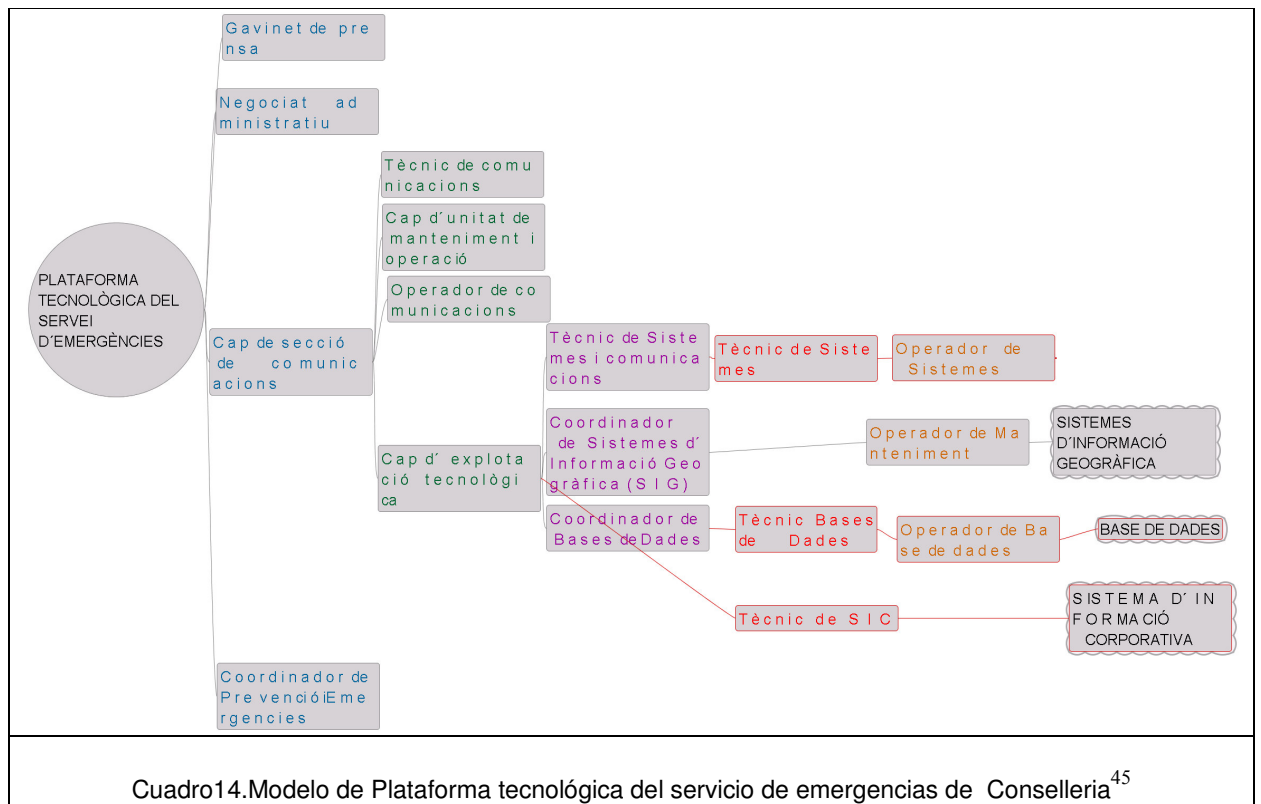 Gavinet de pre
nsa
Negociat ad
ministratiu
Tècnic de comu
nicacions
Cap d´unitat de
manteniment i
operació
PLATAFORMA
TECNOLÒGICA DEL
SERVEI
D´EMERGÈNCIES
Operador de co
municacions
Cap de secció
de comunic
acions
Tècnic de Siste
mes i comunica
cions
Tècnic de Siste
mes
Operador de
Sistemes
Coordinador
de Sistemes d´
Informació Geo
gràfica (SIG)
Operador de Ma
nteniment
SISTEMES
D´INFORMACIÓ
GEOGRÀFICA
Cap d´ explota
ció tecnològi
ca
Coordinador de
Bases deDades
Tècnic Bases
de Dades
Operador de Ba
se de dades
BASE DE DADES
Tècnic de SIC
SISTEMA D´ IN
FORMACIÓ
CORPORATIVA
Coordinador de
PrevencióiEme
rgencies
Cuadro14.Modelo de Plataforma tecnológica del servicio de emergencias de Conselleria45